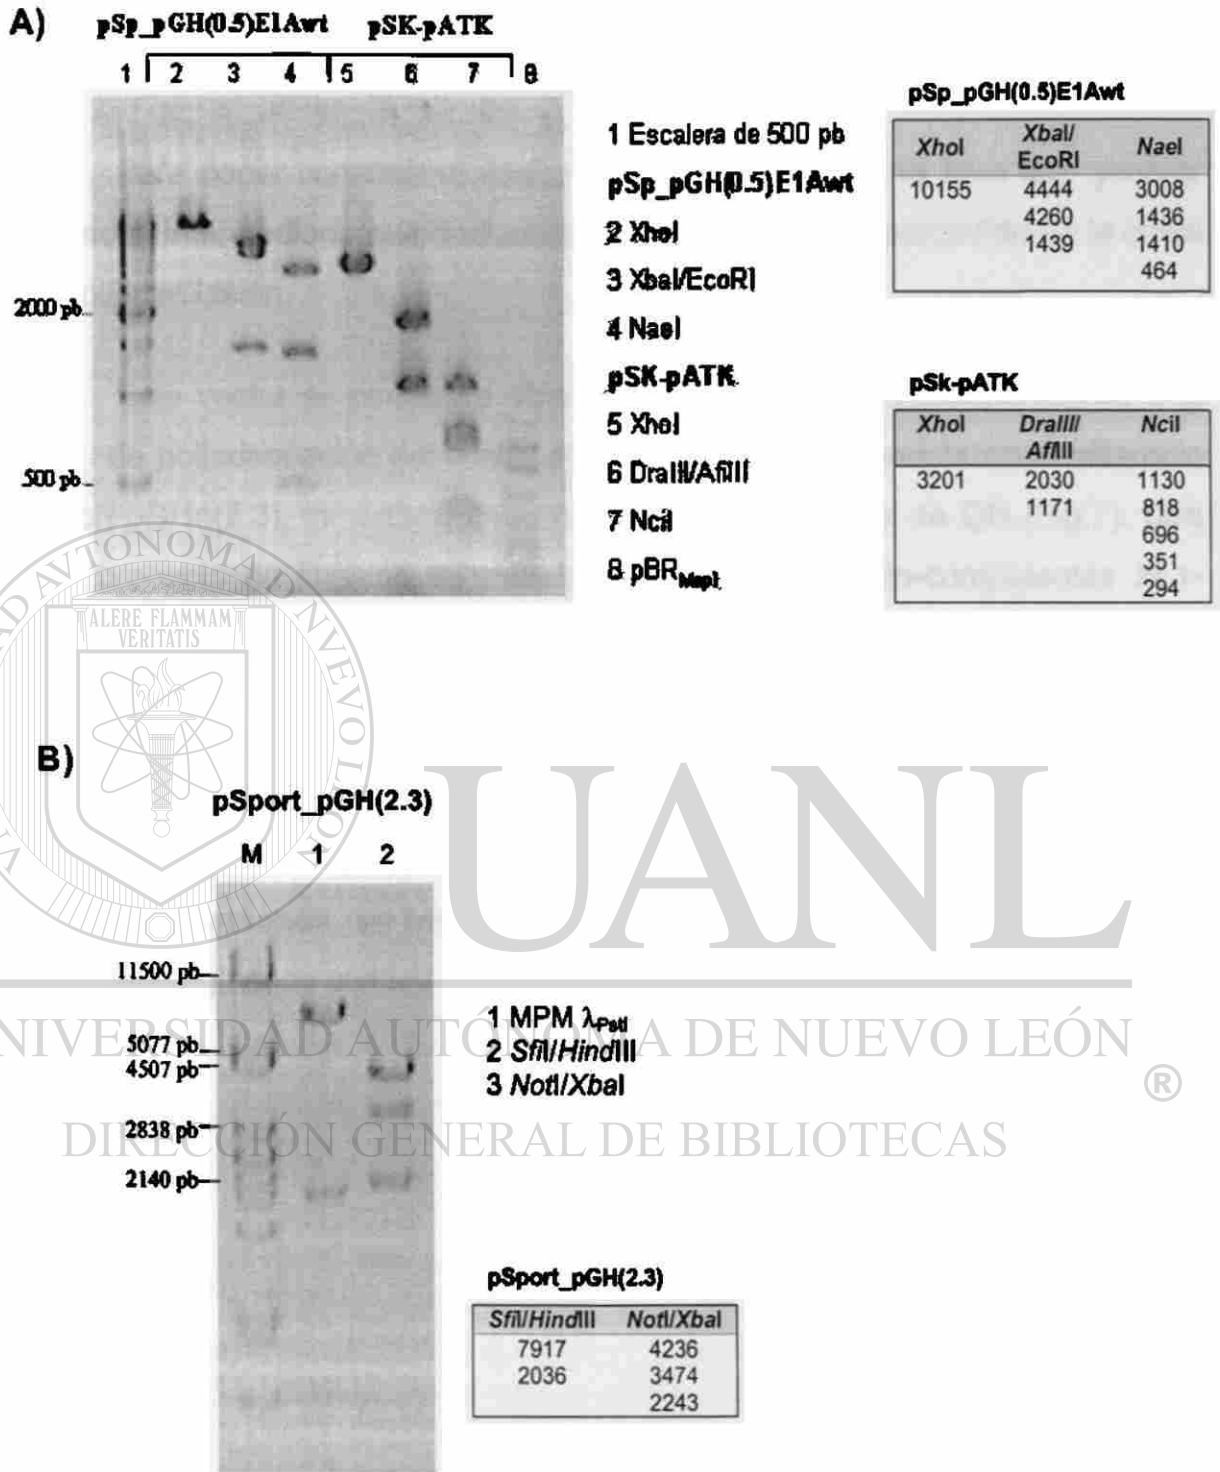 A)
pSp_pGH(0.5)E1Awt pSK-pATK
1 2 3 4 5 6 7 8
2000 pb
500 pb
1 Escalera de 500 pb
pSp_pGH(0.5)E1Awt
2 XhoI
3 XbaI/EcoRI
4 NaeI
pSK-pATK
5 XhoI
6 DraIII/AflIII
7 NciI
8 pBR MspI
pSp_pGH(0.5)E1Awt
XhoI XbaI/EcoRI NaeI
10155 4444 3008
4260 1436
1439 1410
464
pSk-pATK
XhoI DraIII/AflIII NciI
3201 2030 1130
1171 818
696
351
294
ALERE FLAMMAM
VERITATIS
UANL
B)
pSport_pGH(2.3)
M 1 2
11500 pb
5077 pb
4507 pb
2838 pb
2140 pb
1 MPM λPstI
2 SfiI/HindIII
3 NotI/XbaI
NIVERSIDAD AUTÓNOMA DE NUEVO LEÓN
®
DIRECCIÓN GENERAL DE BIBLIOTECAS
pSport_pGH(2.3)
SfiI/HindIII NotI/XbaI
7917 4236
2036 3474
2243